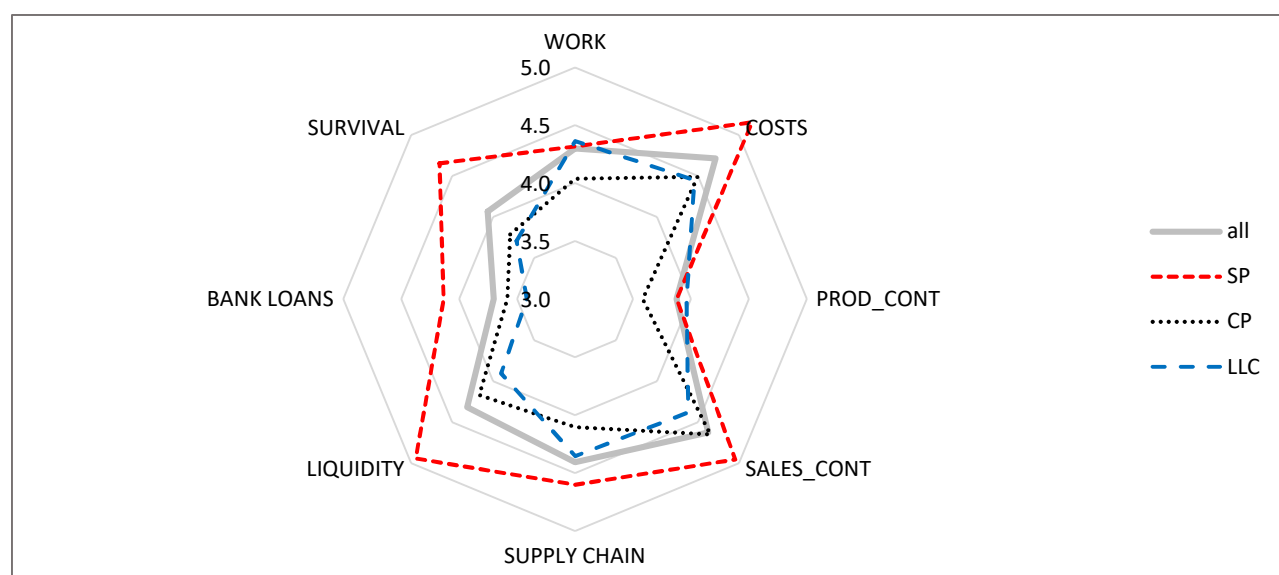 WORK
5.0
SURVIVAL
4.5
COSTS
4.0
3.5
BANK LOANS
3.0
PROD_CONT
LIQUIDITY
SALES_CONT
SUPPLY CHAIN
all
SP
CP
LLC